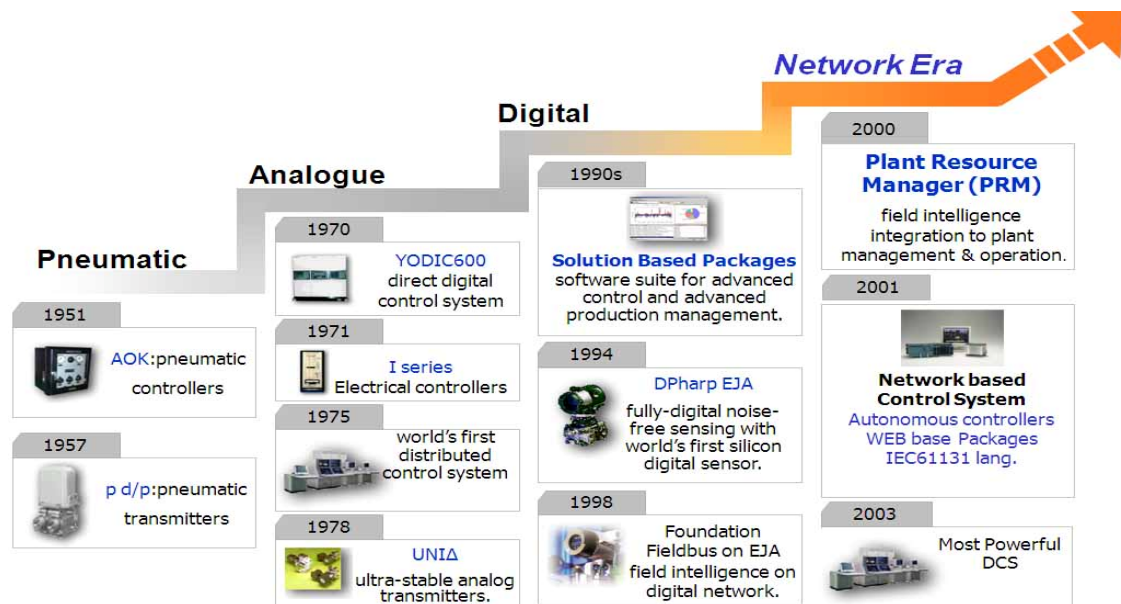 Network Era
Digital
Analogue
Pneumatic
1951
AOK:pneumatic
controllers
1957
p d/p:pneumatic
transmitters
1970
YODIC600
direct digital
control system
1971
I series
Electrical controllers
1975
world's first
distributed
control system
1978
UNIΔ
ultra-stable analog
transmitters.
1990s
Solution Based Packages
software suite for advanced
control and advanced
production management.
1994
DPharp EJA
fully-digital noise-
free sensing with
world's first silicon
digital sensor.
1998
Foundation
Fieldbus on EJA
field intelligence on
digital network.
2000
Plant Resource
Manager (PRM)
field intelligence
integration to plant
management & operation.
2001
Network based
Control System
Autonomous controllers
WEB base Packages
IEC61131 lang.
2003
Most Powerful
DCS